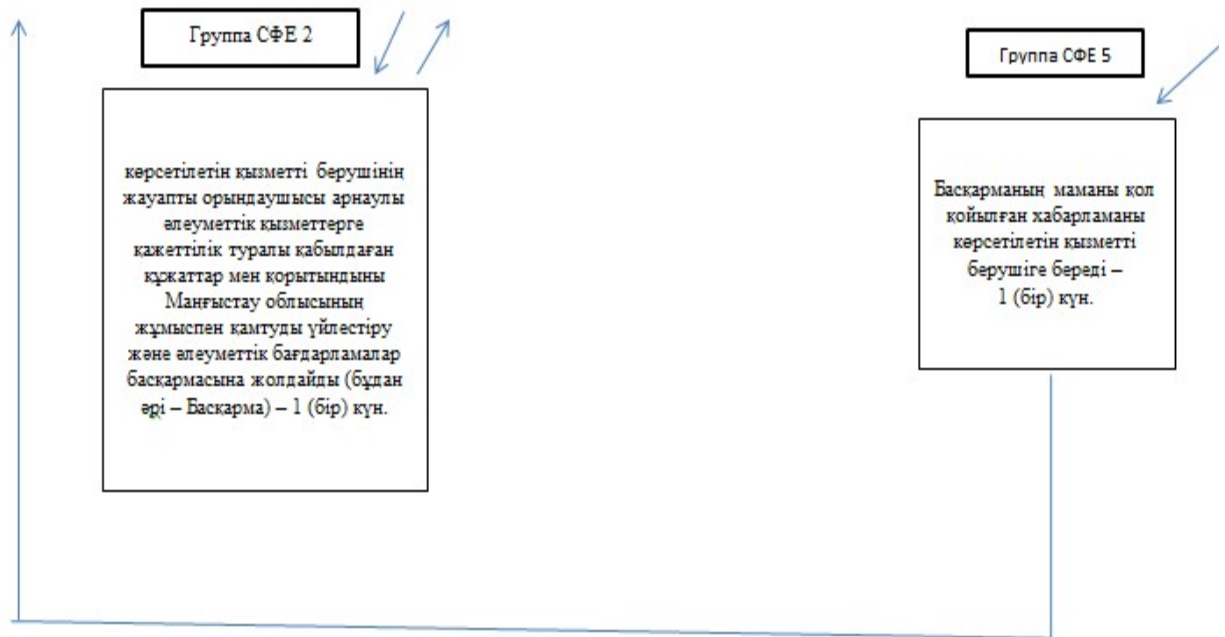 Группа СФЕ 2
көрсетілетін қызметті берушінің
жауапты орындаушысы арнаулы
әлеуметтік қызметтерге
қажеттілік туралы қабылдаған
құжаттар мен қорытындыны
Маңғыстау облысының
жұмыспен қамтуды үйлестіру
және әлеуметтік бағдарламалар
басқармасына жолдайды (бұдан
әрі – Басқарма) – 1 (бір) күн.
Группа СФЕ 5
Басқарманың маманы қол
қойылған хабарламаны
көрсетілетін қызметті
берушіге береді –
1 (бір) күн.